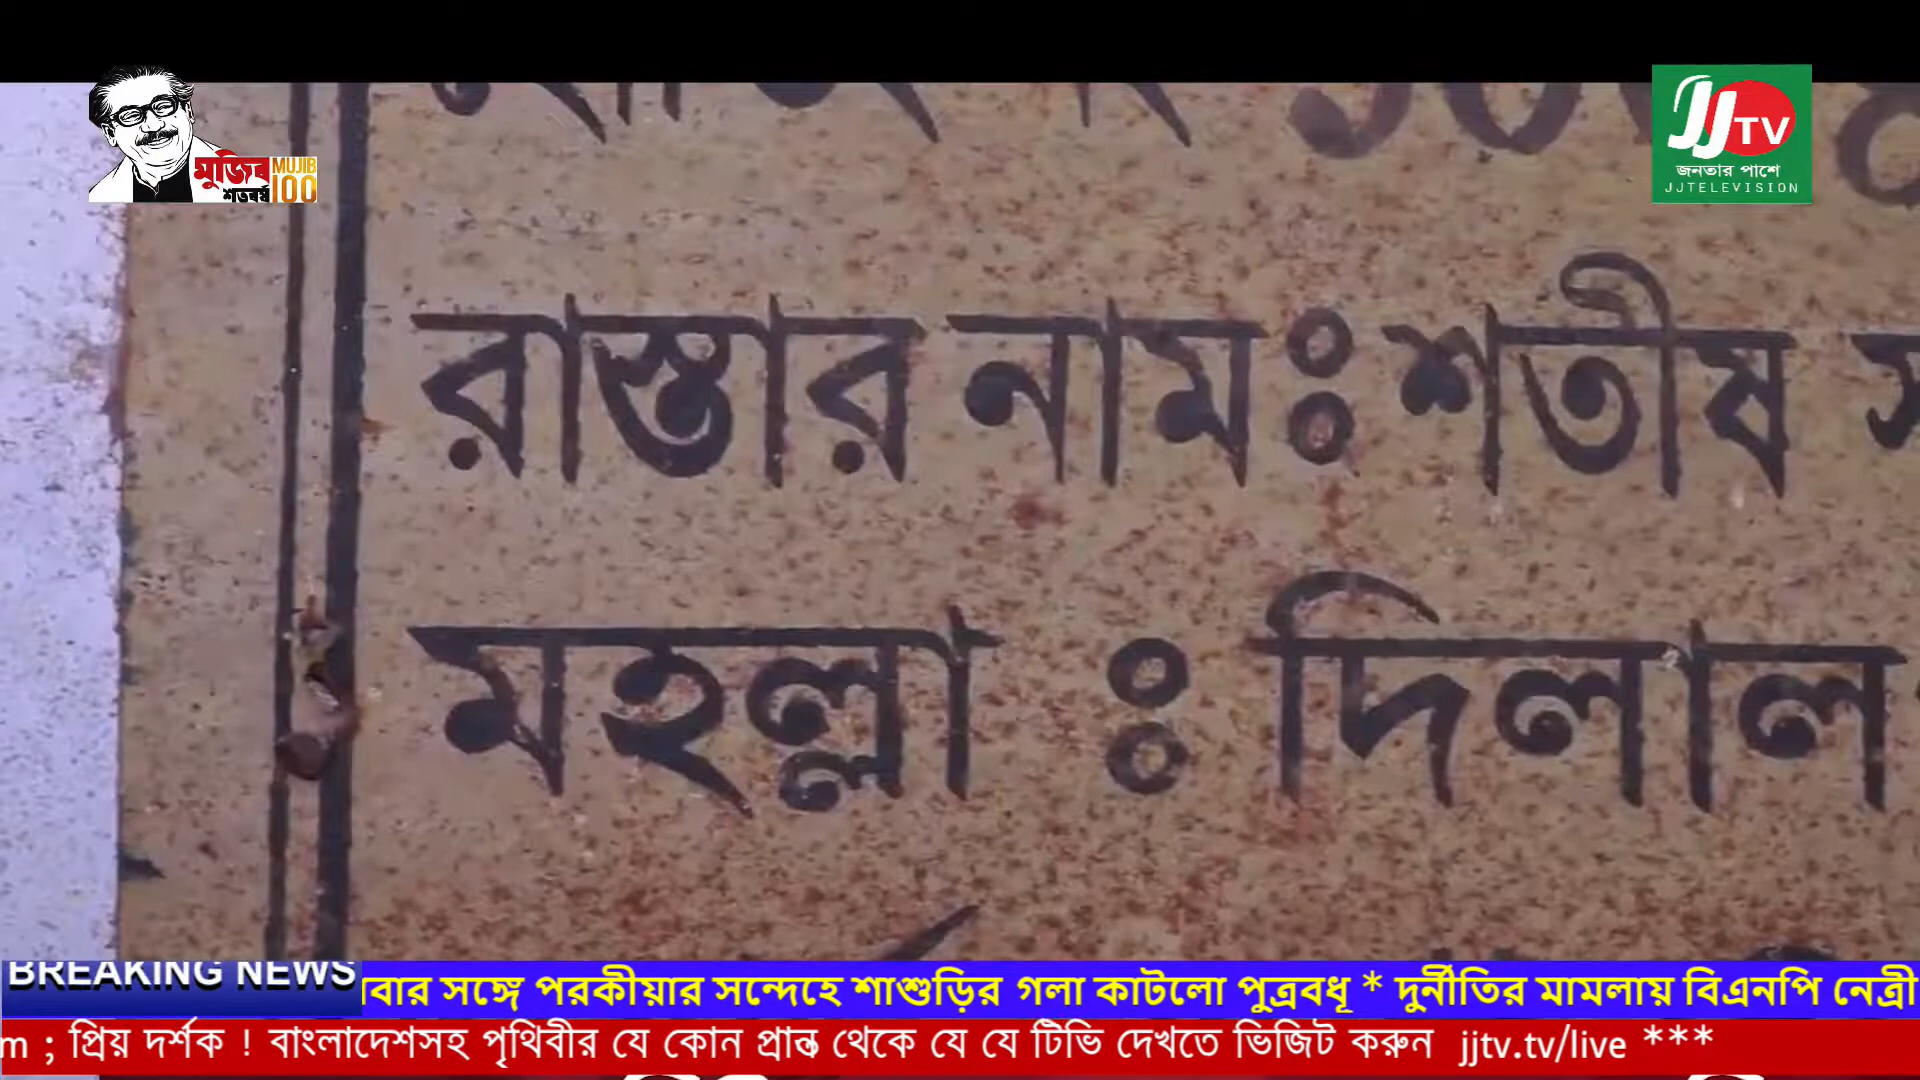 মুজিব MUJIB
শতবর্ষ 100
JJTV
জনতার পাশে
JJTELEVISION
রাস্তার নামঃ শতীষ
মহল্লা ঃ দিলাল
BREAKING NEWS
বার সঙ্গে পরকীয়ার সন্দেহে শাশুড়ির গলা কাটলো পুত্রবধূ * দুর্নীতির মামলায় বিএনপি নেত্রী
m ; প্রিয় দর্শক ! বাংলাদেশসহ পৃথিবীর যে কোন প্রান্ত থেকে যে যে টিভি দেখতে ভিজিট করুন jjtv.tv/live ***